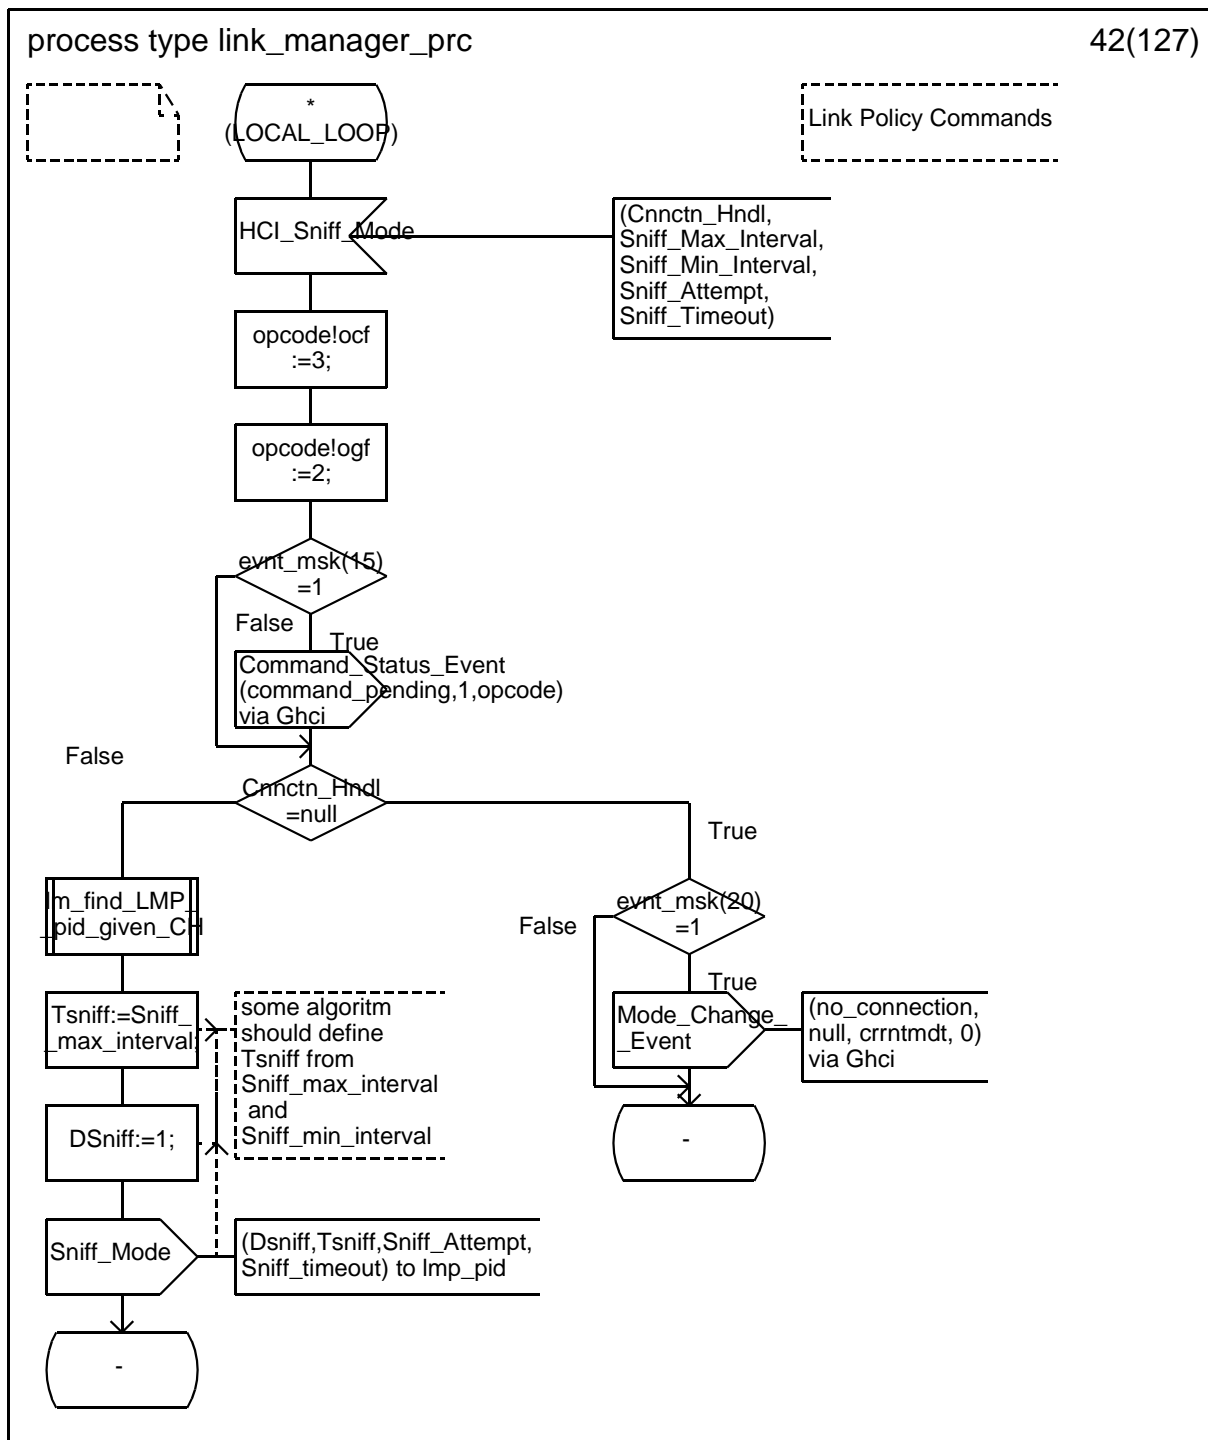 process type link_manager_prc
42(127)
*
(LOCAL_LOOP)
Link Policy Commands
HCI_Sniff_Mode
(Cnnctn_Hndl,
Sniff_Max_Interval,
Sniff_Min_Interval,
Sniff_Attempt,
Sniff_Timeout)
opcode!ocf
:=3;
opcode!ogf
:=2;
evnt_msk(15)
=1
False
True
Command_Status_Event
(command_pending,1,opcode)
via Ghci
False
Cnnctn_Hndl
=null
True
lm_find_LMP_
_pid_given_CH
evnt_msk(20)
=1
False
True
Tsniff:=Sniff_
_max_interval;
some algoritm
should define
Tsniff from
Sniff_max_interval
and
Sniff_min_interval
Mode_Change_
_Event
(no_connection,
null, crrntmdt, 0)
via Ghci
DSniff:=1;
-
Sniff_Mode
(Dsniff,Tsniff,Sniff_Attempt,
Sniff_timeout) to lmp_pid
-